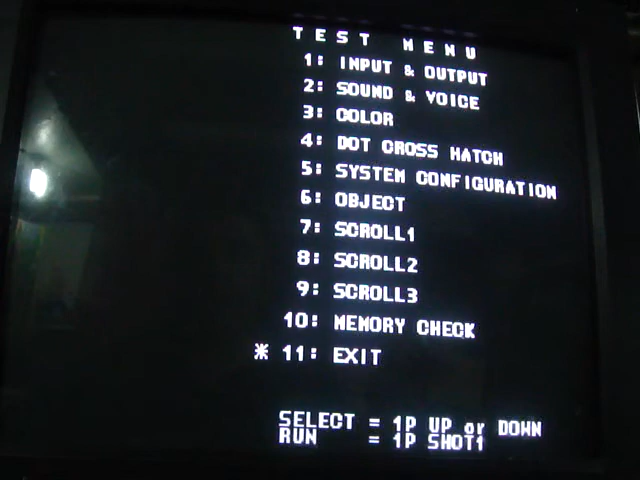 TEST MENU
1: INPUT & OUTPUT
2: SOUND & VOICE
3: COLOR
4: DOT CROSS HATCH
5: SYSTEM CONFIGURATION
6: OBJECT
7: SCROLL1
8: SCROLL2
9: SCROLL3
10: MEMORY CHECK
* 11: EXIT
SELECT = 1P UP or DOWN
RUN = 1P SHOT1